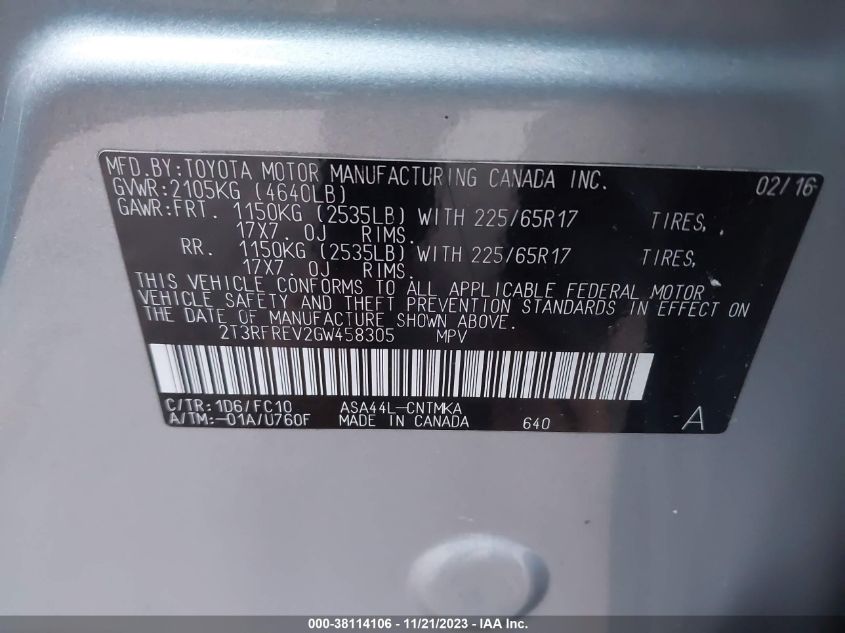 MFD.BY:TOYOTA MOTOR MANUFACTURING CANADA INC. 02/16
GVWR:2105KG (4640LB)
GAWR:FRT. 1150KG (2535LB) WITH 225/65R17 TIRES,
17X7.0J RIMS.
RR. 1150KG (2535LB) WITH 225/65R17 TIRES,
17X7.0J RIMS.
THIS VEHICLE CONFORMS TO ALL APPLICABLE FEDERAL MOTOR
VEHICLE SAFETY AND THEFT PREVENTION STANDARDS IN EFFECT ON
THE DATE OF MANUFACTURE SHOWN ABOVE.
2T3RFREV2GW458305 MPV
C/TR:1D6/FC10 ASA44L-CNTMKA
A/TM:-01A/U760F MADE IN CANADA 640 A
000-38114106 - 11/21/2023 - IAA Inc.